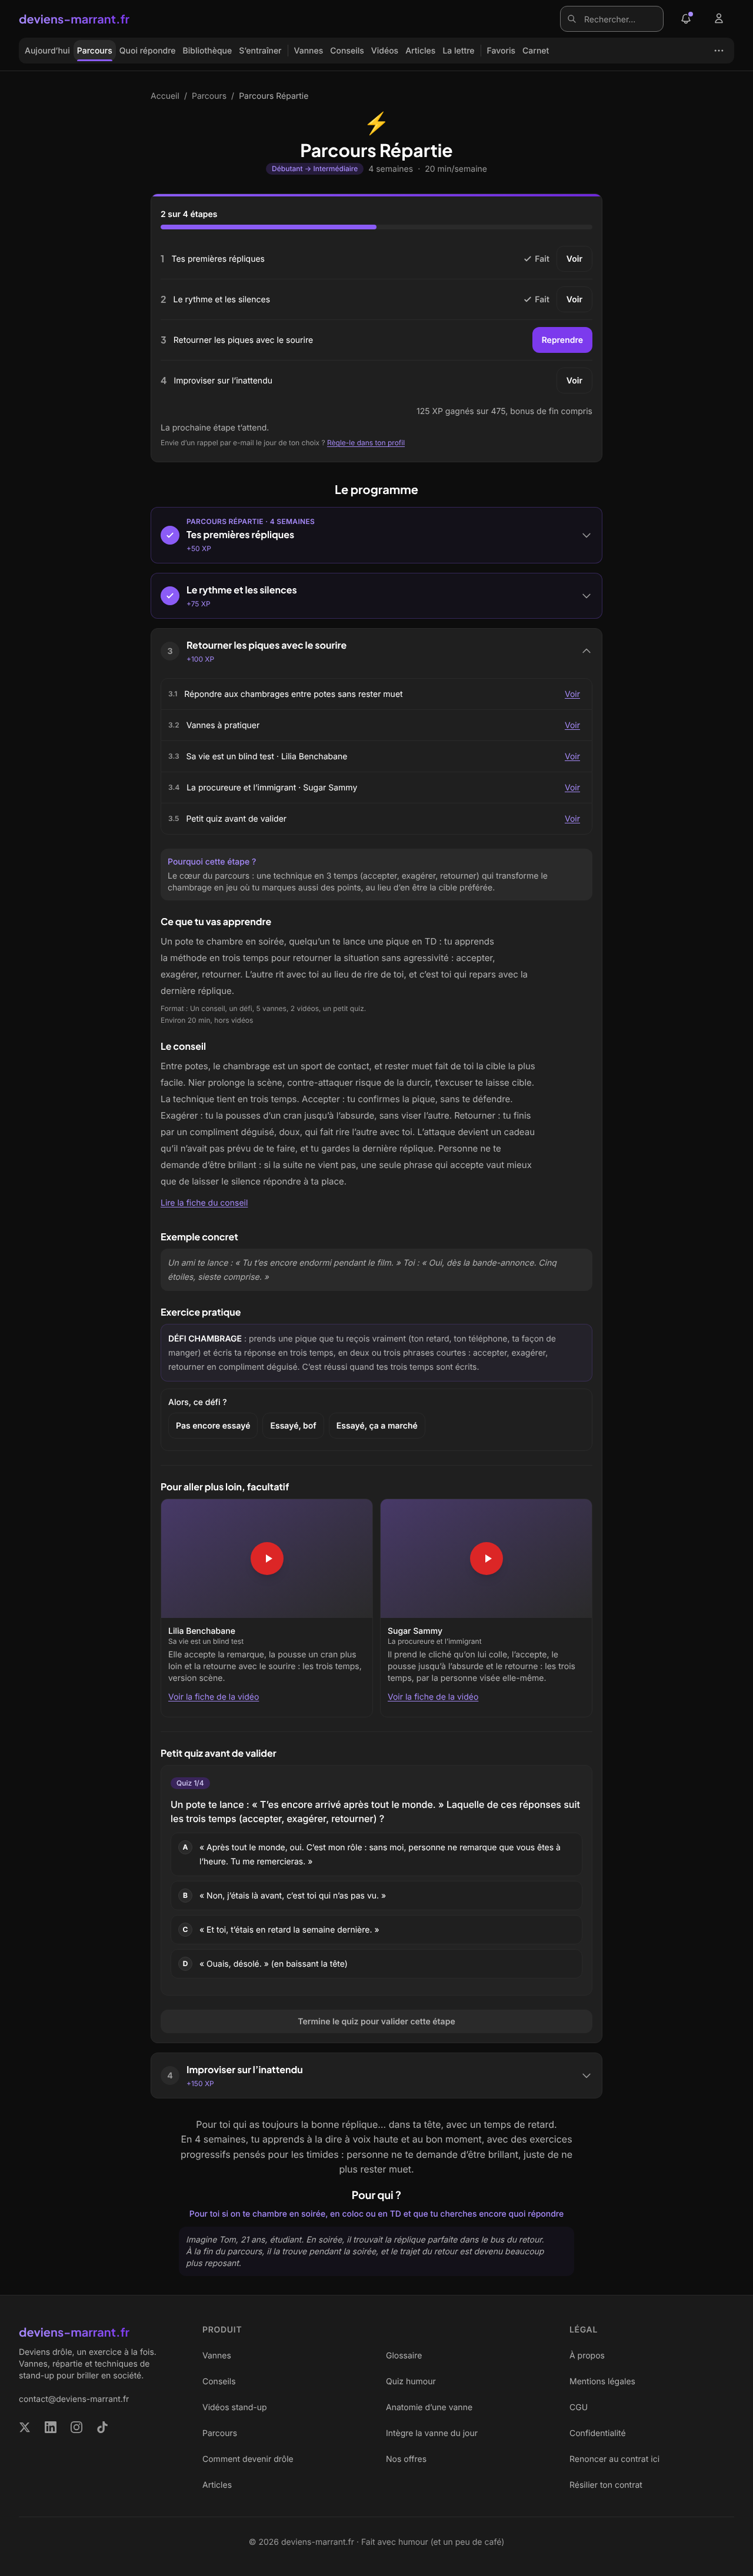 deviens-marrant.fr
Rechercher...
Aujourd'hui Parcours Quoi répondre Bibliothèque S'entraîner Vannes Conseils Vidéos Articles La lettre Favoris Carnet
Accueil / Parcours / Parcours Répartie
Parcours Répartie
Débutant → Intermédiaire 4 semaines · 20 min/semaine
2 sur 4 étapes
1 Tes premières répliques Fait Voir
2 Le rythme et les silences Fait Voir
3 Retourner les piques avec le sourire Reprendre
4 Improviser sur l'inattendu Voir
125 XP gagnés sur 475, bonus de fin compris
La prochaine étape t'attend.
Envie d'un rappel par e-mail le jour de ton choix ? Règle-le dans ton profil
Le programme
PARCOURS RÉPARTIE · 4 SEMAINES
Tes premières répliques
+50 XP
Le rythme et les silences
+75 XP
3 Retourner les piques avec le sourire
+100 XP
3.1 Répondre aux chambrages entre potes sans rester muet Voir
3.2 Vannes à pratiquer Voir
3.3 Sa vie est un blind test · Lilia Benchabane Voir
3.4 La procureure et l'immigrant · Sugar Sammy Voir
3.5 Petit quiz avant de valider Voir
Pourquoi cette étape ?
Le cœur du parcours : une technique en 3 temps (accepter, exagérer, retourner) qui transforme le
chambrage en jeu où tu marques aussi des points, au lieu d'en être la cible préférée.
Ce que tu vas apprendre
Un pote te chambre en soirée, quelqu'un te lance une pique en TD : tu apprends
la méthode en trois temps pour retourner la situation sans agressivité : accepter,
exagérer, retourner. L'autre rit avec toi au lieu de rire de toi, et c'est toi qui repars avec la
dernière réplique.
Format : Un conseil, un défi, 5 vannes, 2 vidéos, un petit quiz.
Environ 20 min, hors vidéos
Le conseil
Entre potes, le chambrage est un sport de contact, et rester muet fait de toi la cible la plus
facile. Nier prolonge la scène, contre-attaquer risque de la durcir, t'excuser te laisse cible.
La technique tient en trois temps. Accepter : tu confirmes la pique, sans te défendre.
Exagérer : tu la pousses d'un cran jusqu'à l'absurde, sans viser l'autre. Retourner : tu finis
par un compliment déguisé, doux, qui fait rire l'autre avec toi. L'attaque devient un cadeau
qu'il n'avait pas prévu de te faire, et tu gardes la dernière réplique. Personne ne te
demande d'être brillant : si la suite ne vient pas, une seule phrase qui accepte vaut mieux
que de laisser le silence répondre à ta place.
Lire la fiche du conseil
Exemple concret
Un ami te lance : « Tu t'es encore endormi pendant le film. » Toi : « Oui, dès la bande-annonce. Cinq
étoiles, sieste comprise. »
Exercice pratique
DÉFI CHAMBRAGE : prends une pique que tu reçois vraiment (ton retard, ton téléphone, ta façon de
manger) et écris ta réponse en trois temps, en deux ou trois phrases courtes : accepter, exagérer,
retourner en compliment déguisé. C'est réussi quand tes trois temps sont écrits.
Alors, ce défi ?
Pas encore essayé Essayé, bof Essayé, ça a marché
Pour aller plus loin, facultatif
Lilia Benchabane
Sa vie est un blind test
Elle accepte la remarque, la pousse un cran plus
loin et la retourne avec le sourire : les trois temps,
version scène.
Voir la fiche de la vidéo
Sugar Sammy
La procureure et l'immigrant
Il prend le cliché qu'on lui colle, l'accepte, le
pousse jusqu'à l'absurde et le retourne : les trois
temps, par la personne visée elle-même.
Voir la fiche de la vidéo
Petit quiz avant de valider
Quiz 1/4
Un pote te lance : « T'es encore arrivé après tout le monde. » Laquelle de ces réponses suit
les trois temps (accepter, exagérer, retourner) ?
A « Après tout le monde, oui. C'est mon rôle : sans moi, personne ne remarque que vous êtes à
l'heure. Tu me remercieras. »
B « Non, j'étais là avant, c'est toi qui n'as pas vu. »
C « Et toi, t'étais en retard la semaine dernière. »
D « Ouais, désolé. » (en baissant la tête)
Termine le quiz pour valider cette étape
4 Improviser sur l'inattendu
+150 XP
Pour toi qui as toujours la bonne réplique… dans ta tête, avec un temps de retard.
En 4 semaines, tu apprends à la dire à voix haute et au bon moment, avec des exercices
progressifs pensés pour les timides : personne ne te demande d'être brillant, juste de ne
plus rester muet.
Pour qui ?
Pour toi si on te chambre en soirée, en coloc ou en TD et que tu cherches encore quoi répondre
Imagine Tom, 21 ans, étudiant. En soirée, il trouvait la réplique parfaite dans le bus du retour.
À la fin du parcours, il la trouve pendant la soirée, et le trajet du retour est devenu beaucoup
plus reposant.
deviens-marrant.fr
Deviens drôle, un exercice à la fois.
Vannes, répartie et techniques de
stand-up pour briller en société.
contact@deviens-marrant.fr
PRODUIT
Vannes
Conseils
Vidéos stand-up
Parcours
Comment devenir drôle
Articles
Glossaire
Quiz humour
Anatomie d'une vanne
Intègre la vanne du jour
Nos offres
LÉGAL
À propos
Mentions légales
CGU
Confidentialité
Renoncer au contrat ici
Résilier ton contrat
© 2026 deviens-marrant.fr · Fait avec humour (et un peu de café)